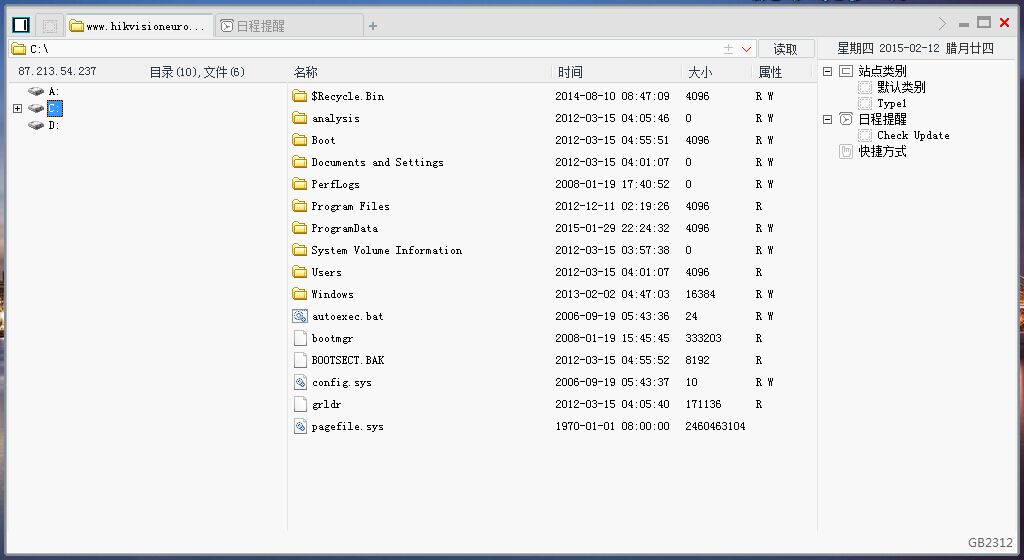 www.hikvisioneuro...
日程提醒
+
C:\
读取
星期四 2015-02-12 腊月廿四
87.213.54.237 目录(10),文件(6)
名称 时间 大小 属性
A:
C:
D:
$Recycle.Bin 2014-08-10 08:47:09 4096 R W
analysis 2012-03-15 04:05:46 0 R W
Boot 2012-03-15 04:55:51 4096 R W
Documents and Settings 2012-03-15 04:01:07 0 R W
PerfLogs 2008-01-19 17:40:52 0 R W
Program Files 2012-12-11 02:19:26 4096 R
ProgramData 2015-01-29 22:24:32 4096 R W
System Volume Information 2012-03-15 03:57:38 0 R W
Users 2012-03-15 04:01:07 4096 R
Windows 2013-02-02 04:47:03 16384 R W
autoexec.bat 2006-09-19 05:43:36 24 R W
bootmgr 2008-01-19 15:45:45 333203 R
BOOTSECT.BAK 2012-03-15 04:55:52 8192 R
config.sys 2006-09-19 05:43:37 10 R W
grldr 2012-03-15 04:05:40 171136 R
pagefile.sys 1970-01-01 08:00:00 2460463104
站点类别
默认类别
Type1
日程提醒
Check Update
快捷方式
GB2312